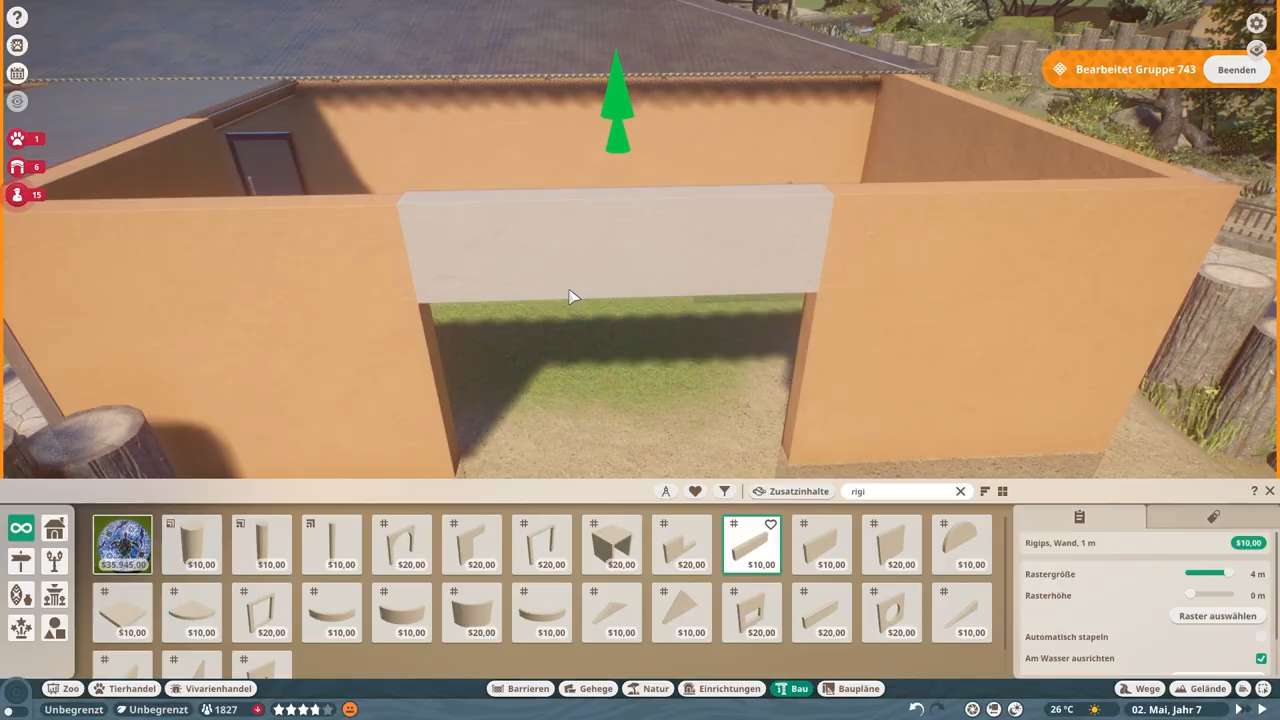 ?
Bearbeitet Gruppe 743
Beenden
1
6
15
Zusatzinhalte
rigi
?
$35.945,00
$10,00
$10,00
$10,00
$20,00
$20,00
$20,00
$20,00
$20,00
$10,00
$10,00
$20,00
$10,00
$10,00
$10,00
$20,00
$10,00
$10,00
$20,00
$10,00
$10,00
$10,00
$20,00
$10,00
$20,00
$10,00
Rigips, Wand, 1 m
$10,00
Rastergröße
4 m
Rasterhöhe
0 m
Raster auswählen
Automatisch stapeln
Am Wasser ausrichten
Zoo
Tierhandel
Vivarienhandel
Barrieren
Gehege
Natur
Einrichtungen
Bau
Baupläne
Wege
Gelände
Unbegrenzt
Unbegrenzt
1827
26 °C
02. Mai, Jahr 7